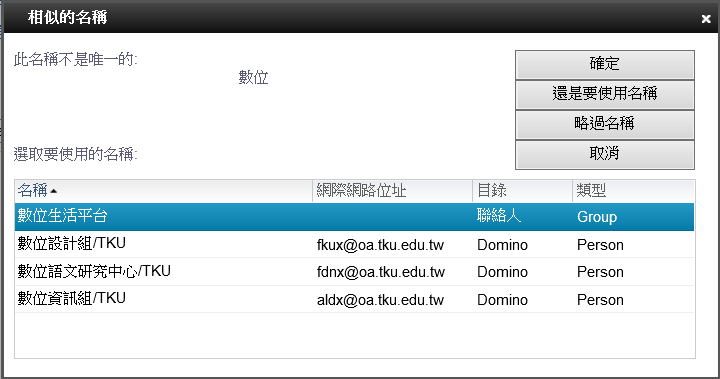 相似的名稱
此名稱不是唯一的:
數位
確定
還是要使用名稱
略過名稱
取消
選取要使用的名稱:
名稱 網際網路位址 目錄 類型
數位生活平台 聯絡人 Group
數位設計組/TKU fkux@oa.tku.edu.tw Domino Person
數位語文研究中心/TKU fdnx@oa.tku.edu.tw Domino Person
數位資訊組/TKU aldx@oa.tku.edu.tw Domino Person